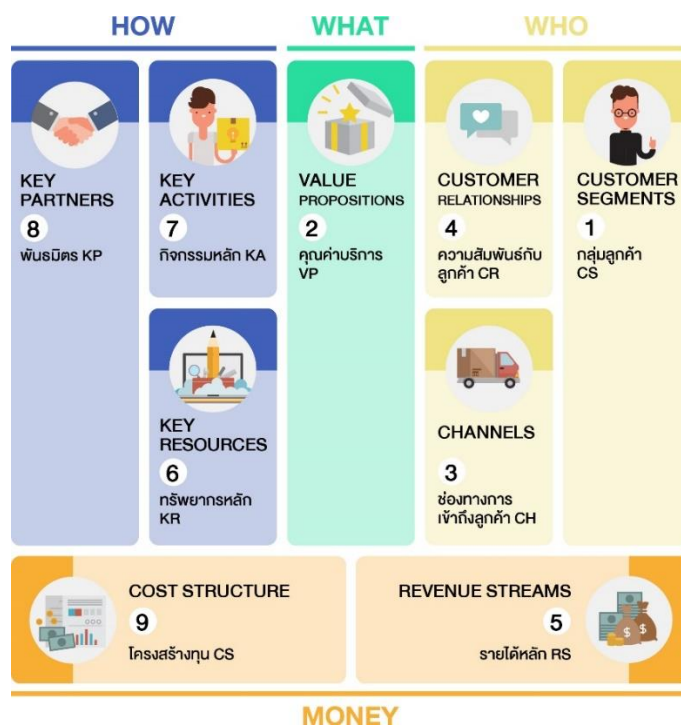 HOW
WHAT
WHO
KEY
PARTNERS
8
พันธมิตร KP
KEY
ACTIVITIES
7
กิจกรรมหลัก KA
KEY
RESOURCES
6
ทรัพยากรหลัก
KR
VALUE
PROPOSITIONS
2
คุณค่าบริการ
VP
CUSTOMER
RELATIONSHIPS
4
ความสัมพันธ์กับ
ลูกค้า CR
CHANNELS
3
ช่องทางการ
เข้าถึงลูกค้า CH
CUSTOMER
SEGMENTS
1
กลุ่มลูกค้า
CS
COST STRUCTURE
9
โครงสร้างทุน CS
REVENUE STREAMS
5
รายได้หลัก RS
MONEY